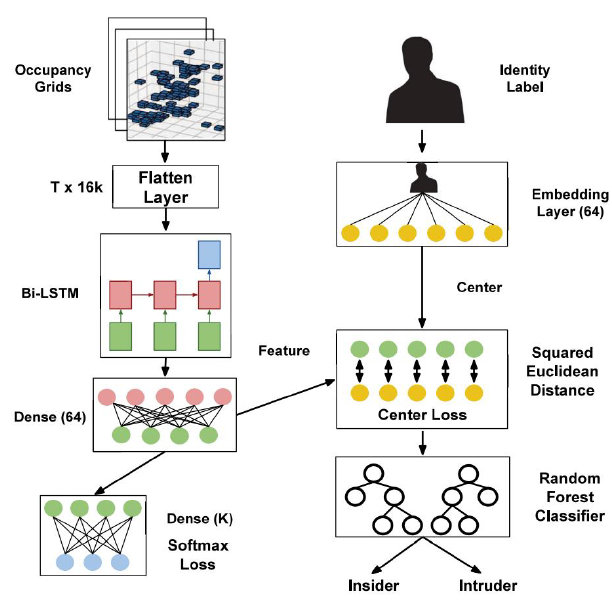 Occupancy
Grids
Identity
Label
T x 16k
Flatten
Layer
Embedding
Layer (64)
Bi-LSTM
Center
Feature
Squared
Euclidean
Distance
Dense (64)
Center Loss
Dense (K)
Softmax
Loss
Random
Forest
Classifier
Insider
Intruder